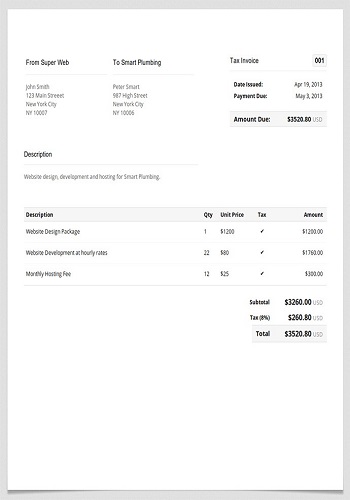 From Super Web
To Smart Plumbing
Tax Invoice 001
John Smith
123 Main Streeet
New York City
NY 10007
Peter Smart
987 High Street
New York City
NY 10006
Date Issued: Apr 19, 2013
Payment Due: May 3, 2013
Amount Due: $3520.80 USD
Description
Website design, development and hosting for Smart Plumbing.
Description Qty Unit Price Tax Amount
Website Design Package 1 $1200 ✔ $1200.00
Website Development at hourly rates 22 $80 ✔ $1760.00
Monthly Hosting Fee 12 $25 ✔ $300.00
Subtotal $3260.00 USD
Tax (8%) $260.80 USD
Total $3520.80 USD